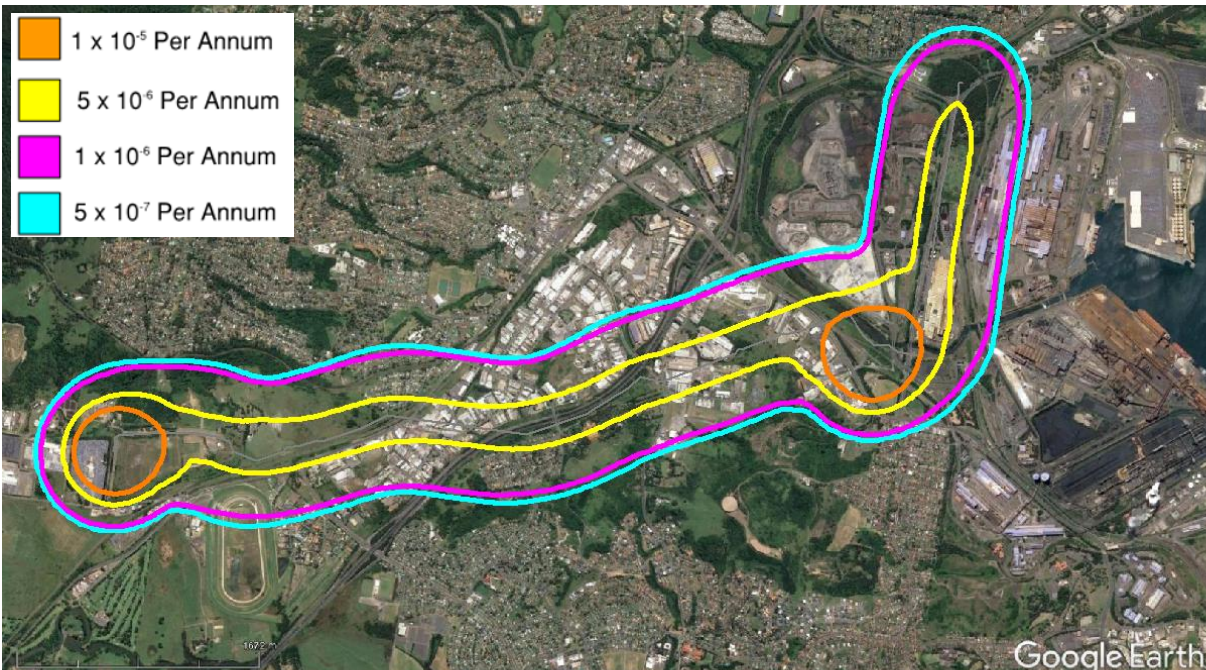 1 x 10⁻⁵ Per Annum
5 x 10⁻⁶ Per Annum
1 x 10⁻⁶ Per Annum
5 x 10⁻⁷ Per Annum
1672 m
Google Earth